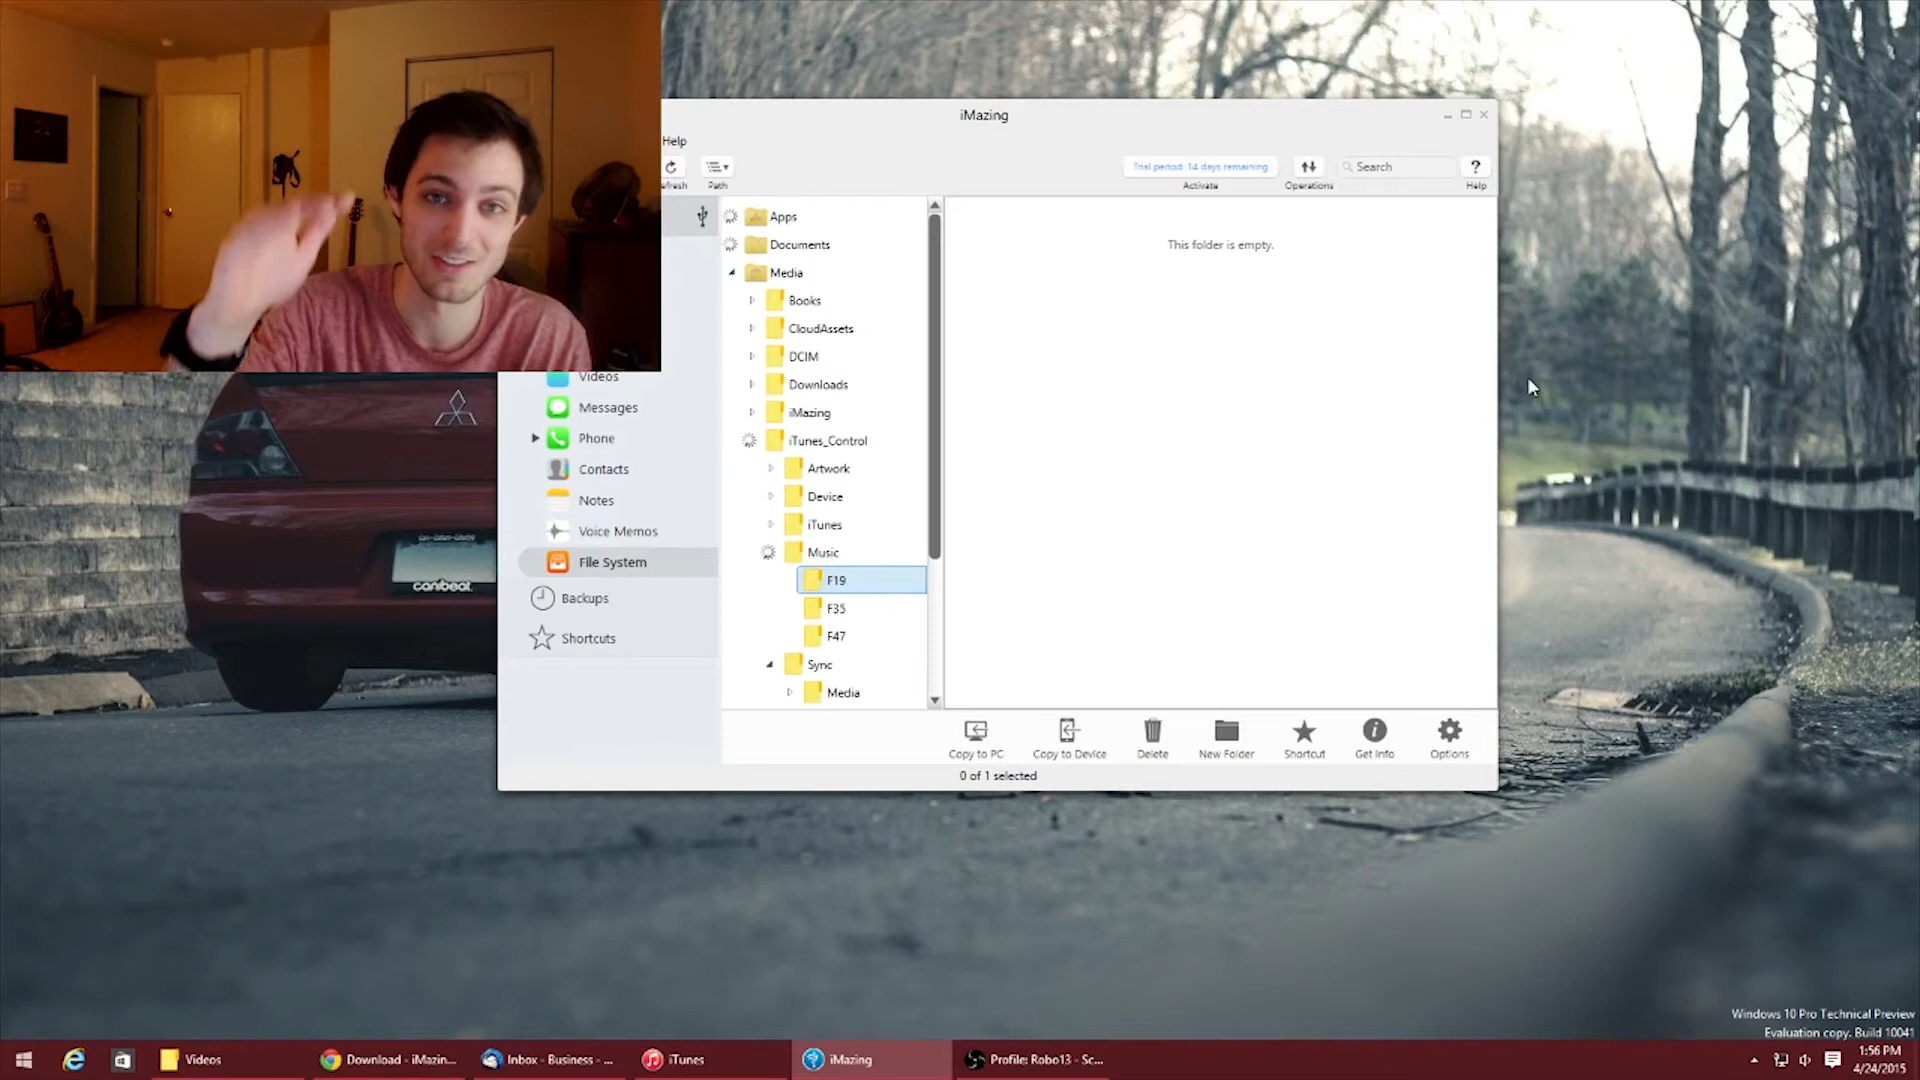 iMazing
Help
efresh
Path
Trial period: 14 days remaining
Activate
Operations
Search
?
Help
Apps
Documents
Media
Books
CloudAssets
DCIM
Downloads
iMazing
iTunes_Control
Artwork
Device
iTunes
Music
F19
F35
F47
Sync
Media
This folder is empty.
Videos
Messages
Phone
Contacts
Notes
Voice Memos
File System
Backups
Shortcuts
canibeat.
Copy to PC
Copy to Device
Delete
New Folder
Shortcut
Get Info
Options
0 of 1 selected
Windows 10 Pro Technical Preview
Evaluation copy. Build 10041
Videos
Download - iMazin...
Inbox - Business - ...
iTunes
iMazing
Profile: Robo13 - Sc...
1:56 PM
4/24/2015